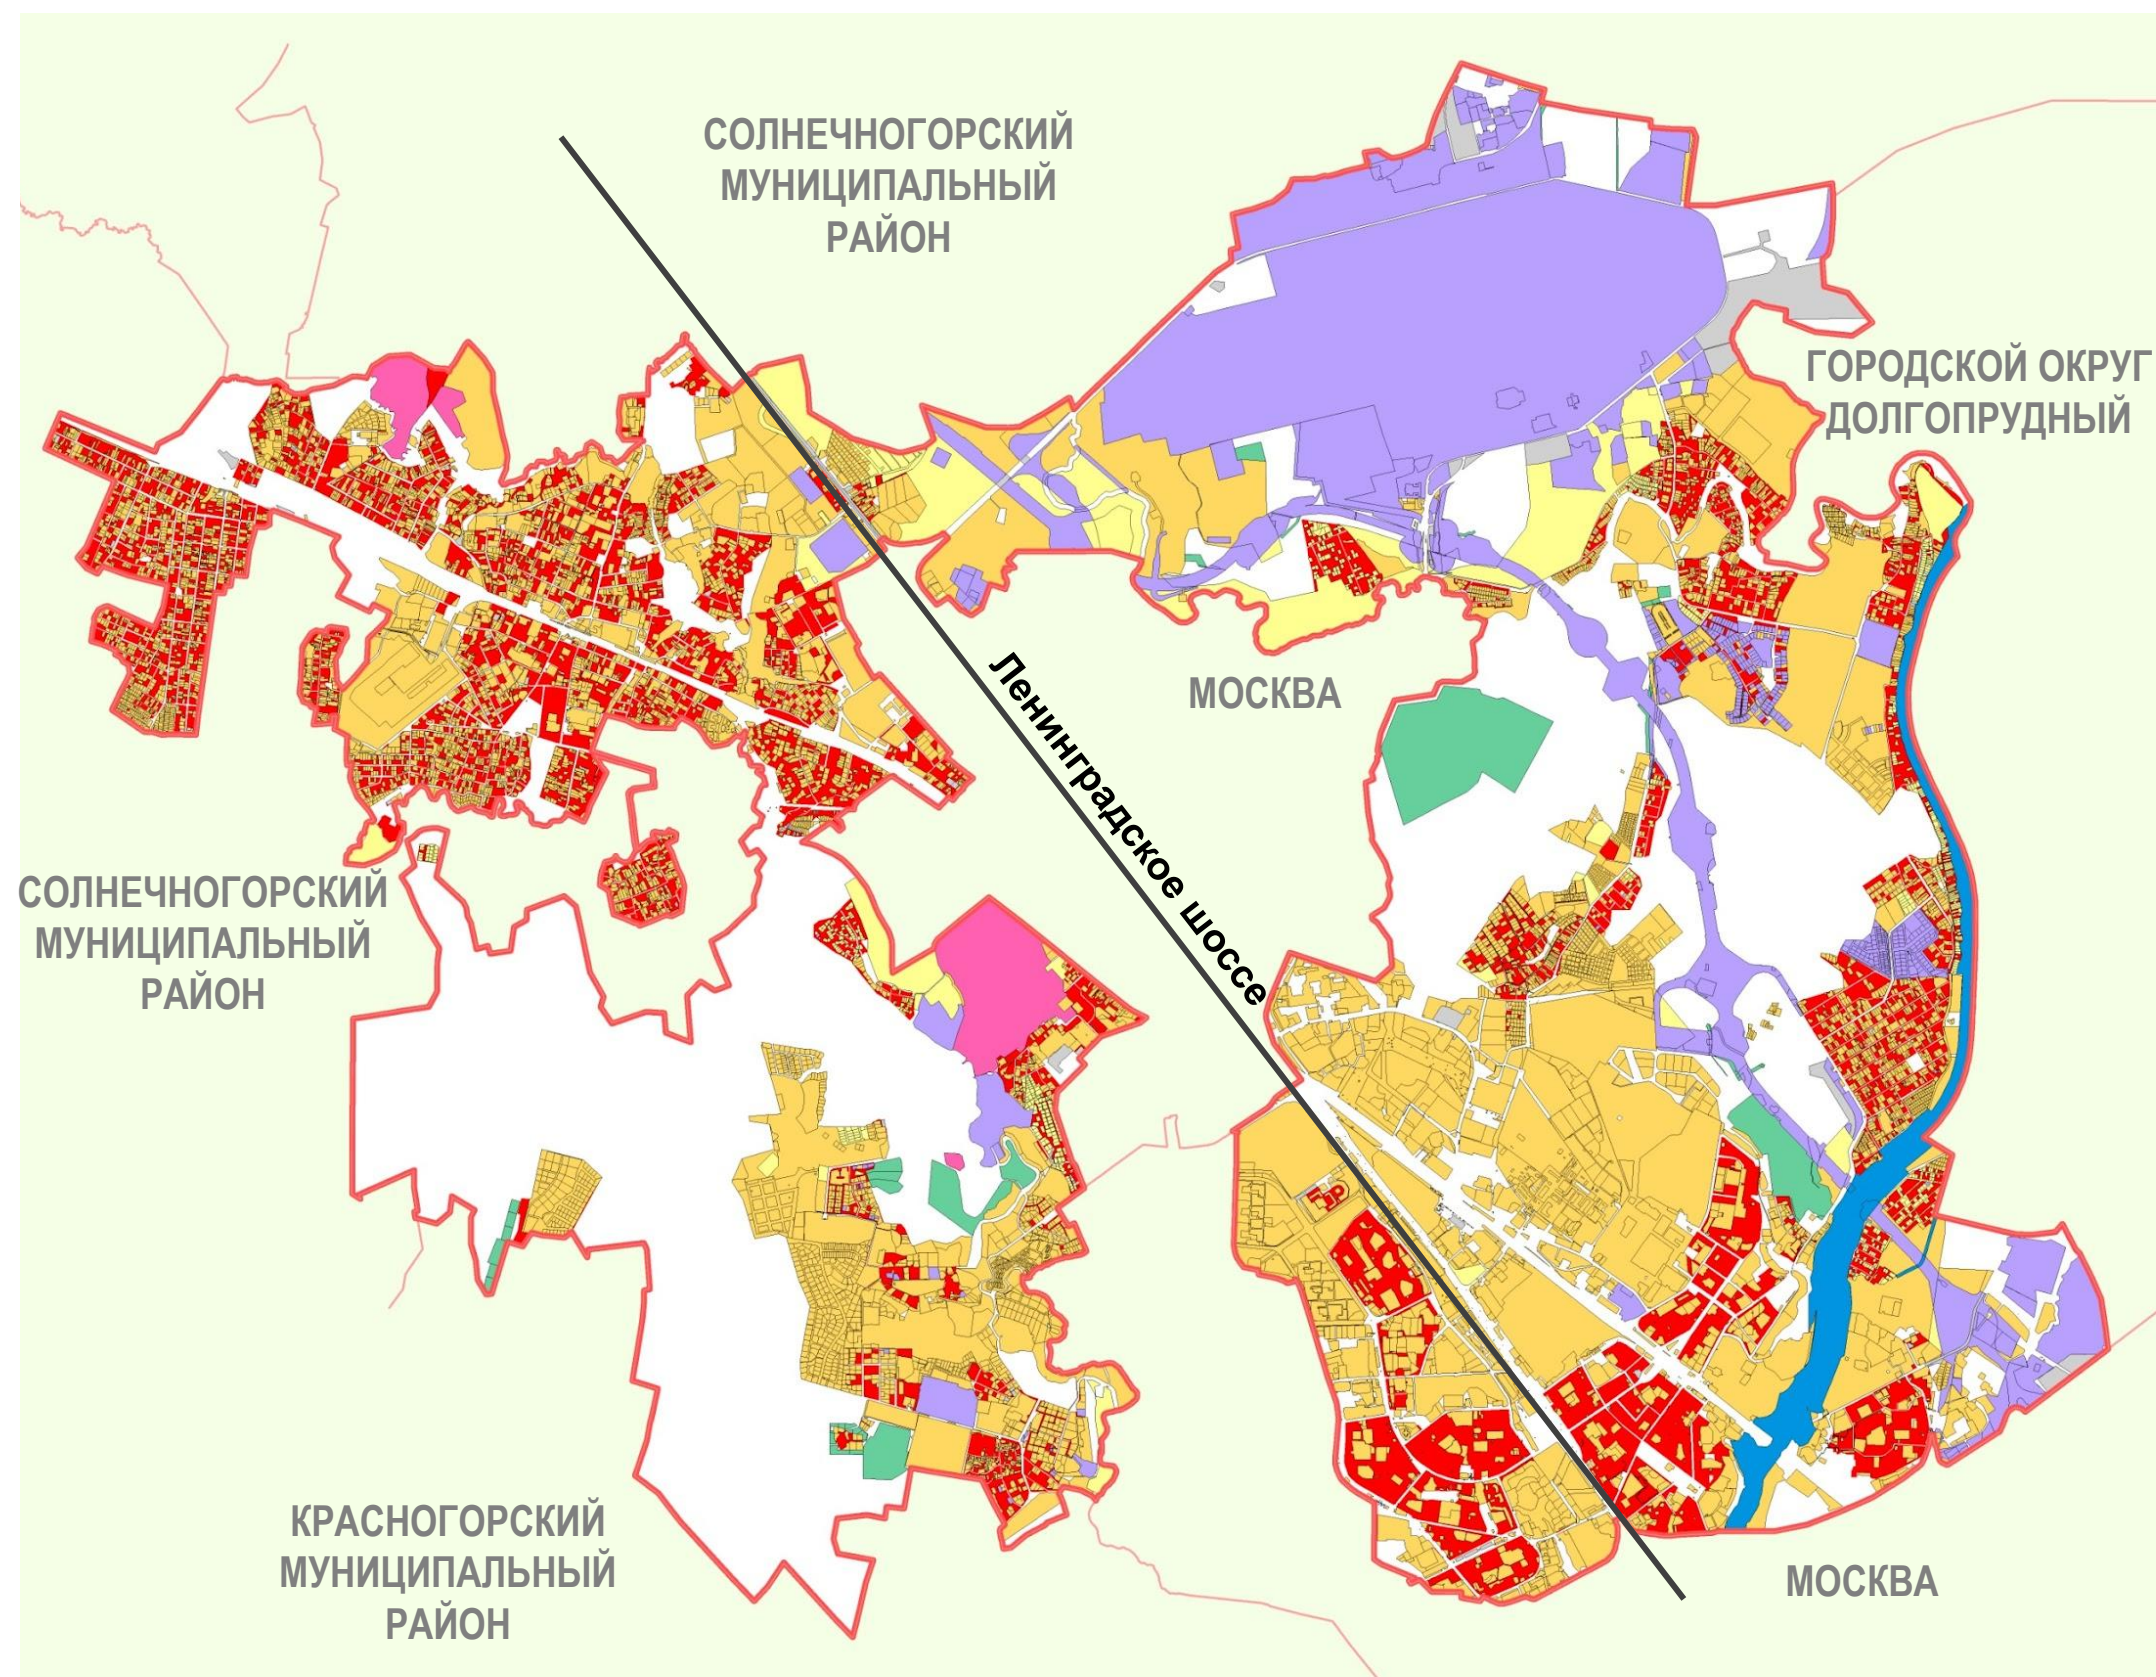 СОЛНЕЧНОГОРСКИЙ
МУНИЦИПАЛЬНЫЙ
РАЙОН
ГОРОДСКОЙ ОКРУГ
ДОЛГОПРУДНЫЙ
МОСКВА
Ленинградское шоссе
СОЛНЕЧНОГОРСКИЙ
МУНИЦИПАЛЬНЫЙ
РАЙОН
КРАСНОГОРСКИЙ
МУНИЦИПАЛЬНЫЙ
РАЙОН
МОСКВА